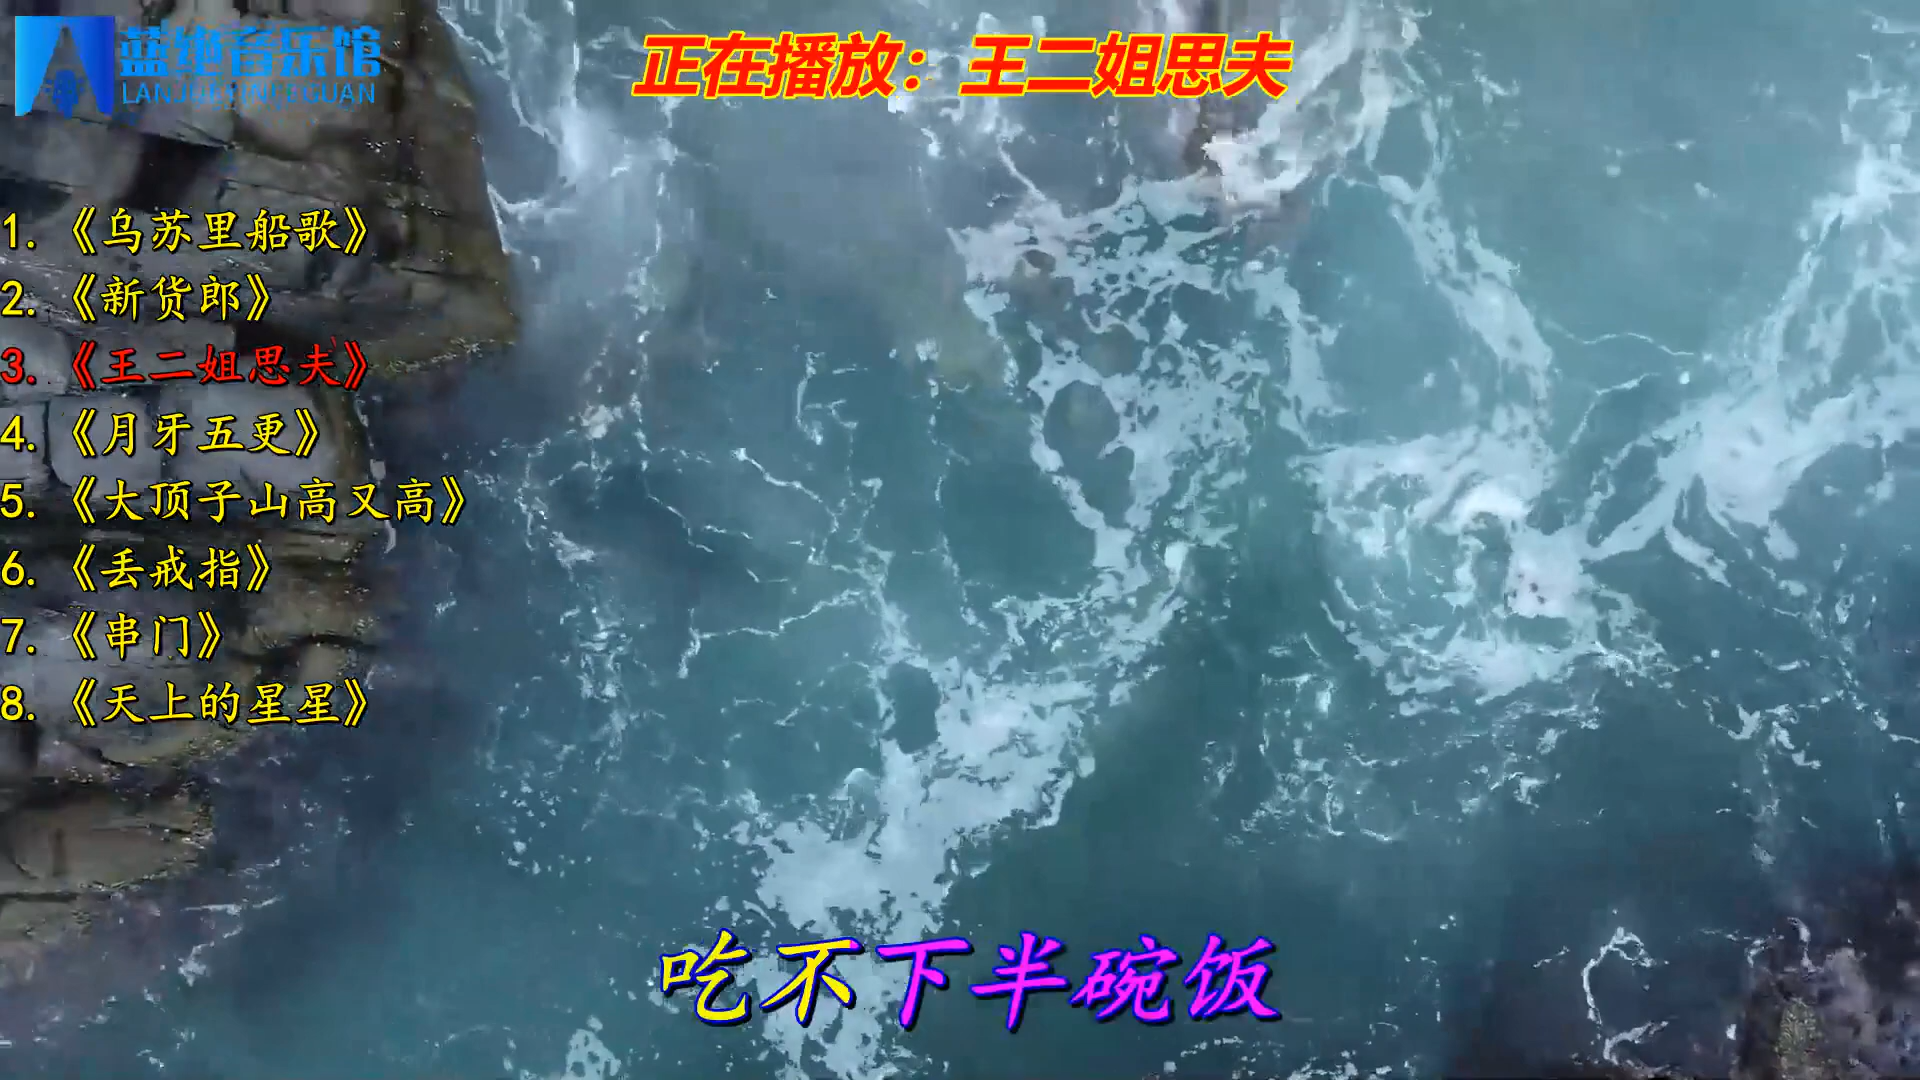 蓝绝音乐馆
LANJUEYINYUEGUAN
正在播放：王二姐思夫
1. 《乌苏里船歌》
2. 《新货郎》
3. 《王二姐思夫》
4. 《月牙五更》
5. 《大顶子山高又高》
6. 《丢戒指》
7. 《串门》
8. 《天上的星星》
吃不下半碗饭